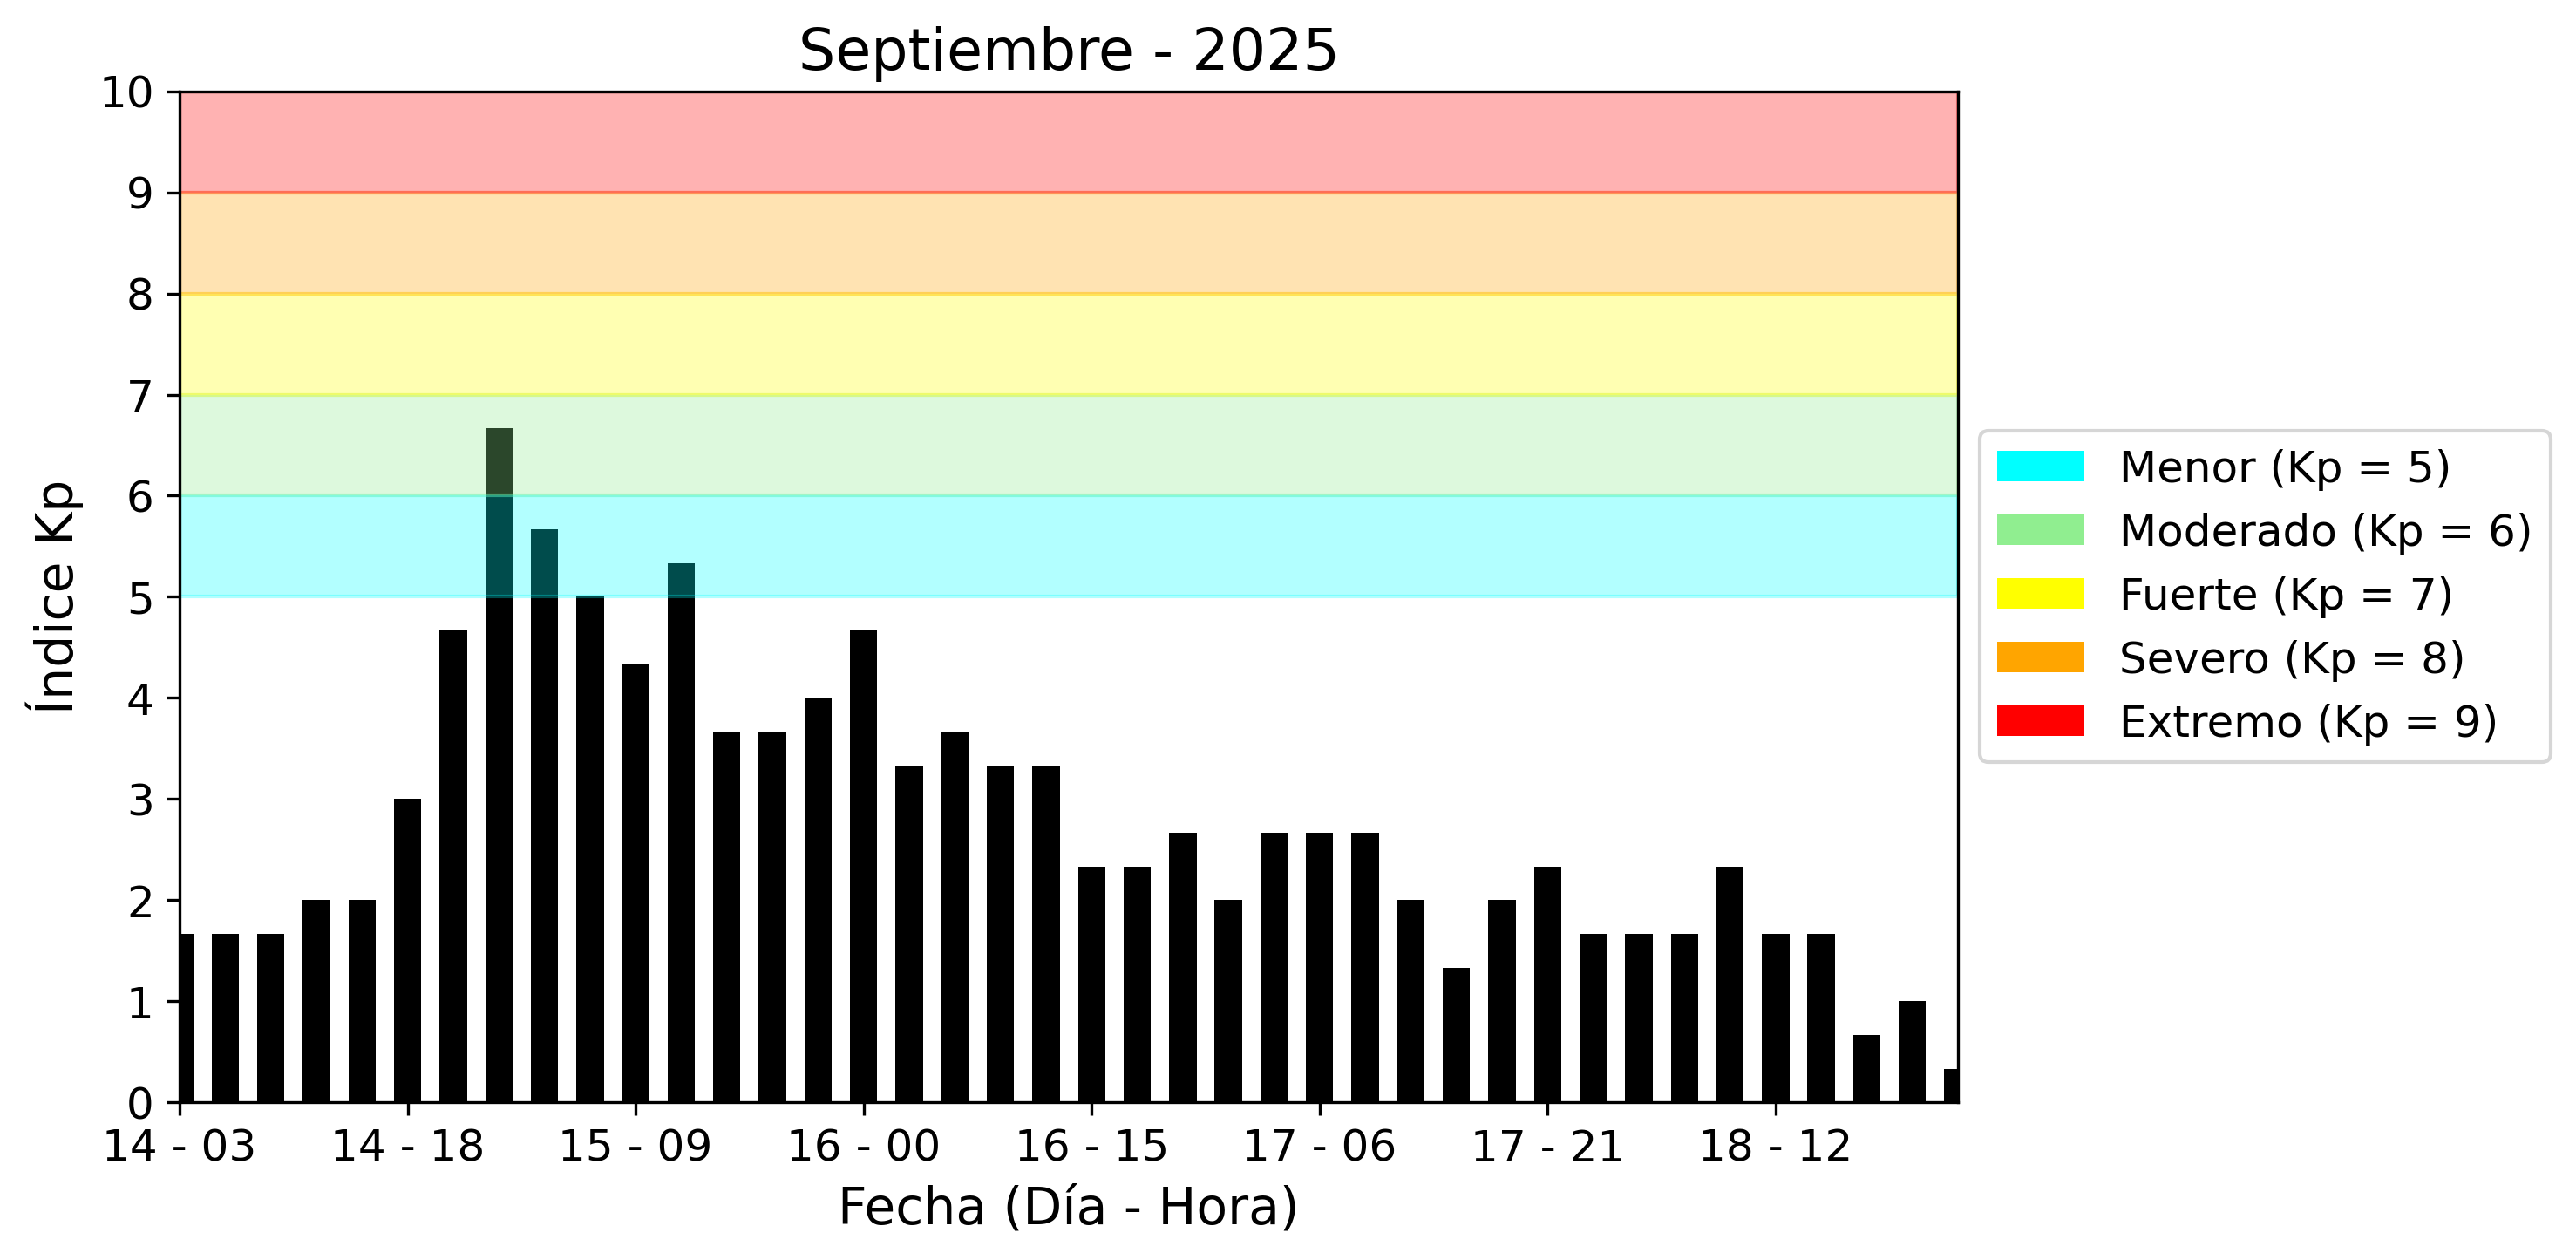 Septiembre - 2025
10
9
8
7
6
5
4
3
2
1
0
Índice Kp
14 - 03
14 - 18
15 - 09
16 - 00
16 - 15
17 - 06
17 - 21
18 - 12
Fecha (Día - Hora)
Menor (Kp = 5)
Moderado (Kp = 6)
Fuerte (Kp = 7)
Severo (Kp = 8)
Extremo (Kp = 9)